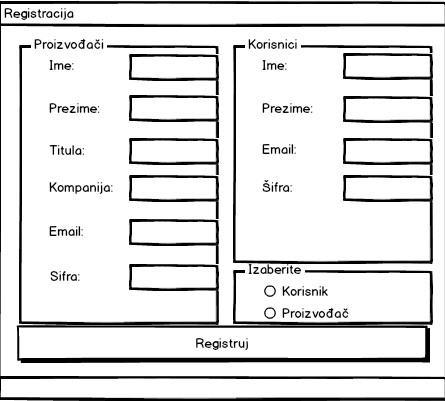 Registracija
Proizvođači
Ime:
Prezime:
Titula:
Kompanija:
Email:
Sifra:
Korisnici
Ime:
Prezime:
Email:
Šifra:
Izaberite
Korisnik
Proizvođač
Registruj